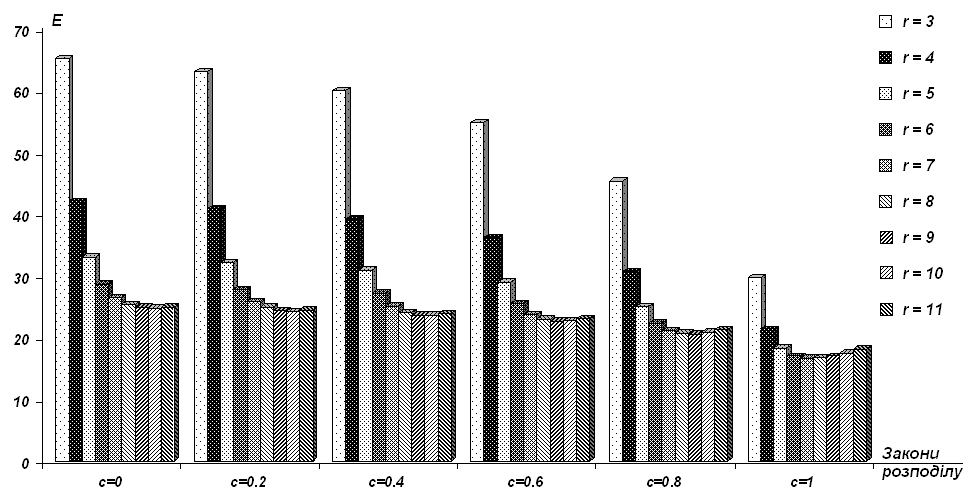 E
70
60
50
40
30
20
10
0
c=0
c=0.2
c=0.4
c=0.6
c=0.8
c=1
Закони
розподілу
r = 3
r = 4
r = 5
r = 6
r = 7
r = 8
r = 9
r = 10
r = 11